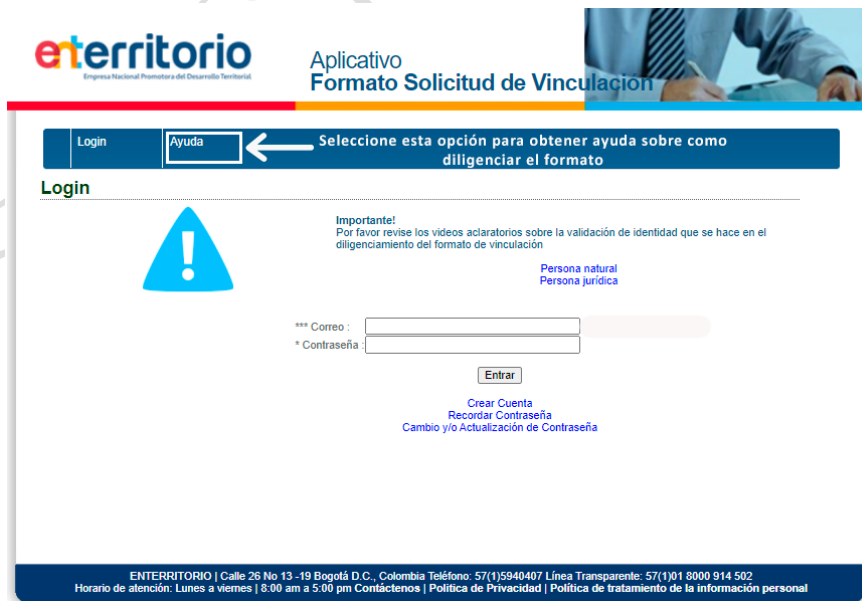 enterritorio
Empresa Nacional Promotora del Desarrollo Territorial
Aplicativo
Formato Solicitud de Vinculación
Login
Ayuda
Seleccione esta opción para obtener ayuda sobre como
diligenciar el formato
Login
Importante!
Por favor revise los videos aclaratorios sobre la validación de identidad que se hace en el
diligenciamiento del formato de vinculación
Persona natural
Persona jurídica
*** Correo :
* Contraseña :
Entrar
Crear Cuenta
Recordar Contraseña
Cambio y/o Actualización de Contraseña
ENTERRITORIO | Calle 26 No 13 -19 Bogotá D.C., Colombia Teléfono: 57(1)5940407 Línea Transparente: 57(1)01 8000 914 502
Horario de atención: Lunes a viernes | 8:00 am a 5:00 pm Contáctenos | Politica de Privacidad | Política de tratamiento de la información personal